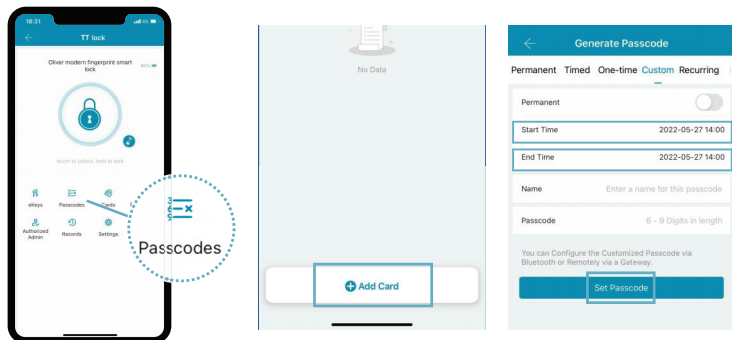 18:31
4G
TT lock
Oliver modern fingerprint smart
lock
touch to unlock, hold to lock
eKeys
Passcodes
Cards
Authorized
Admin
Records
Settings
Passcodes
No Data
Add Card
Generate Passcode
Permanent Timed One-time Custom Recurring
Permanent
Start Time 2022-05-27 14:00
End Time 2022-05-27 14:00
Name Enter a name for this passcode
Passcode 6 - 9 Digits in length
You can Configure the Customized Passcode via
Bluetooth or Remotely via a Gateway.
Set Passcode